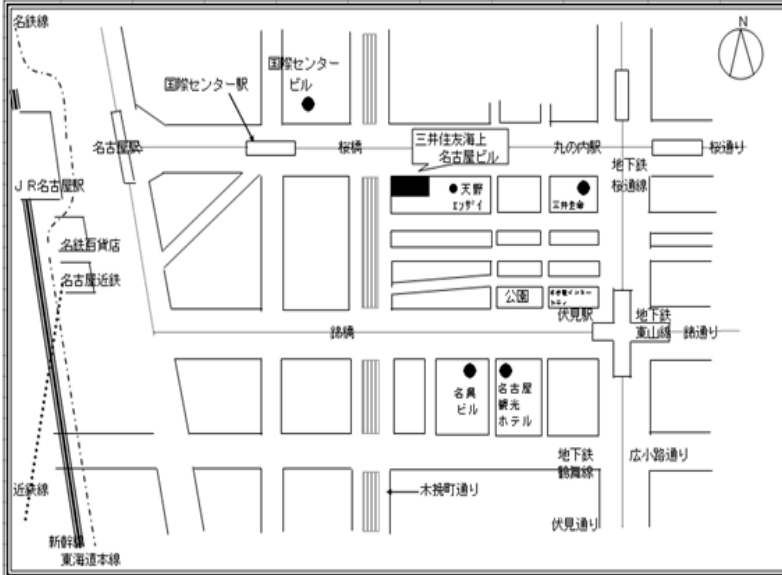 名鉄線
N
国際センター
ビル
国際センター駅
三井住友海上
名古屋ビル
名古屋駅
桜橋
九の内駅
桜通り
地下鉄
桜通線
JR名古屋駅
天野
エンザイ
三井生命
名鉄百貨店
名古屋近鉄
公園
伏見駅
地下鉄
東山線
錦通り
錦橋
名興
ビル
名古屋
観光
ホテル
地下鉄
鶴舞線
広小路通り
近鉄線
木挽町通り
伏見通り
新幹線
東海道本線